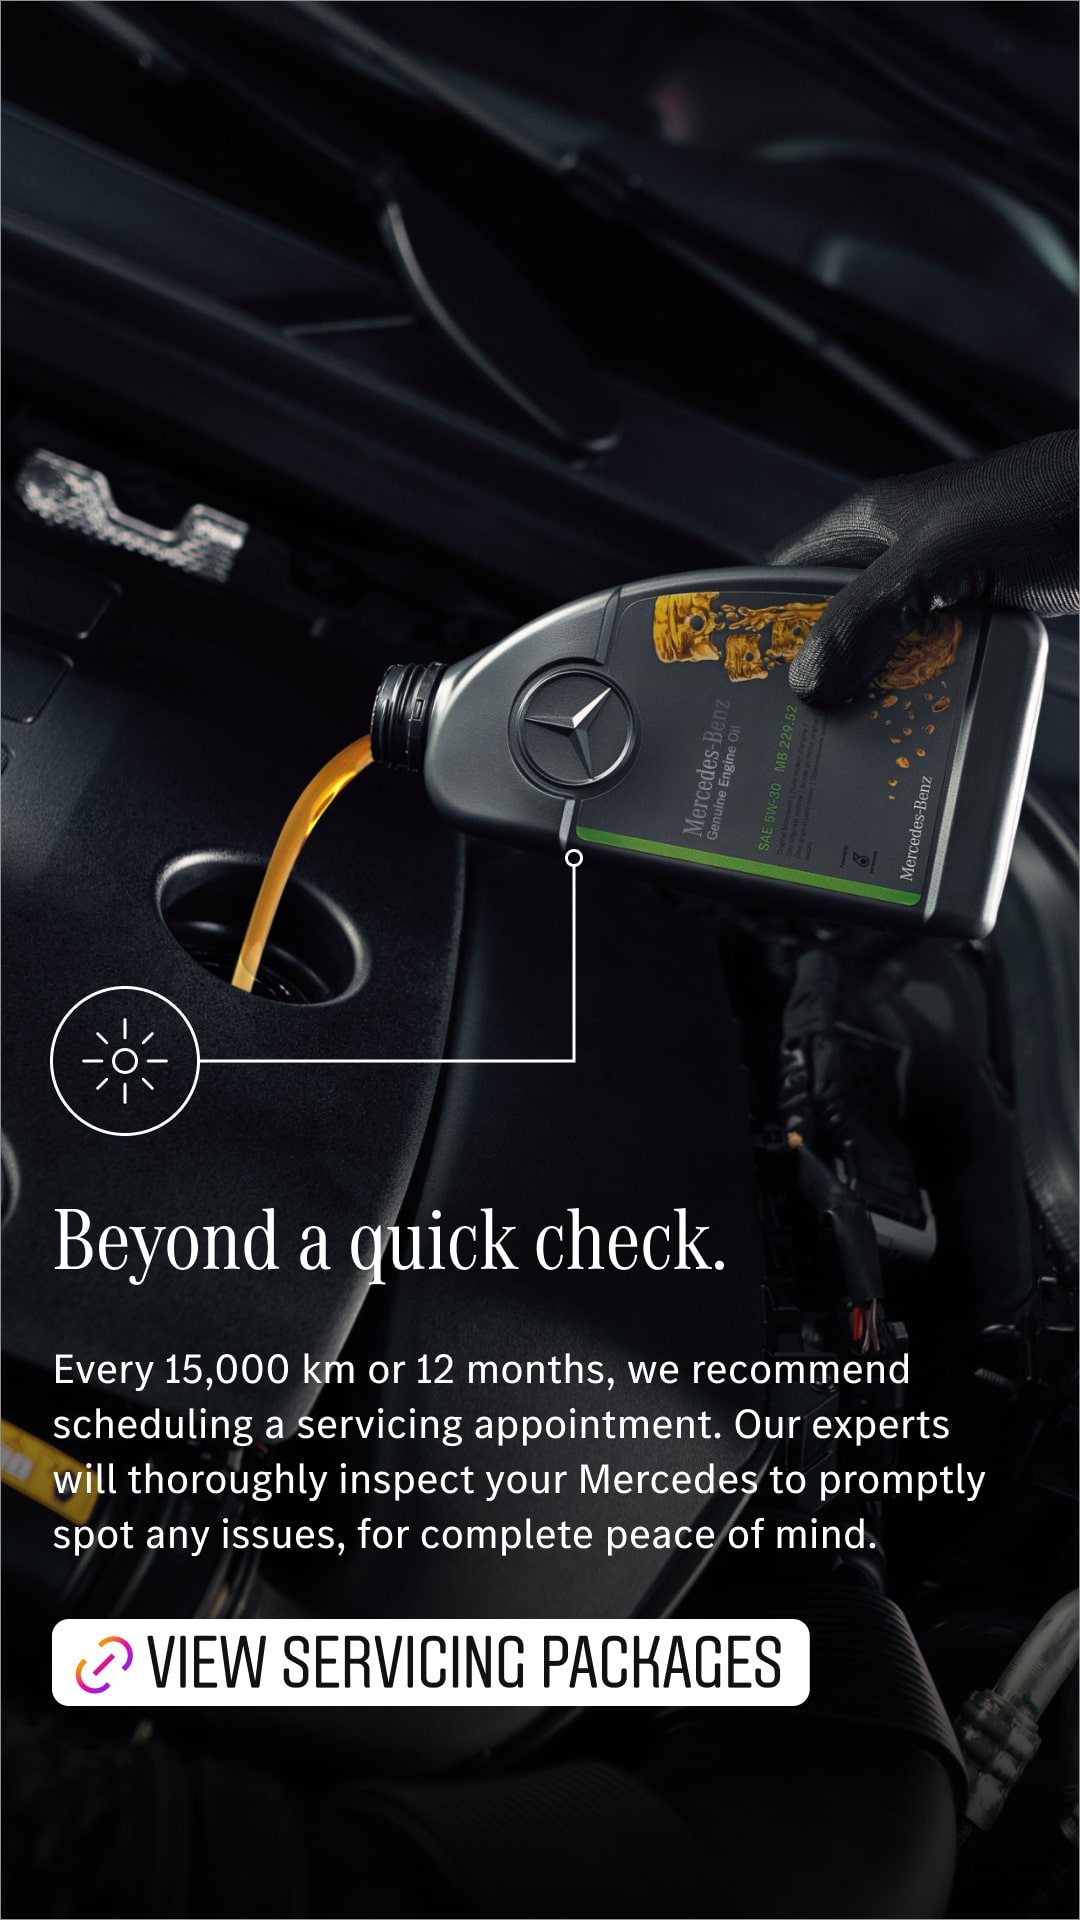 Mercedes-Benz
Genuine Engine Oil
SAE 5W-30 MB 229.52
Mercedes-Benz
Beyond a quick check.
Every 15,000 km or 12 months, we recommend
scheduling a servicing appointment. Our experts
will thoroughly inspect your Mercedes to promptly
spot any issues, for complete peace of mind.
VIEW SERVICING PACKAGES